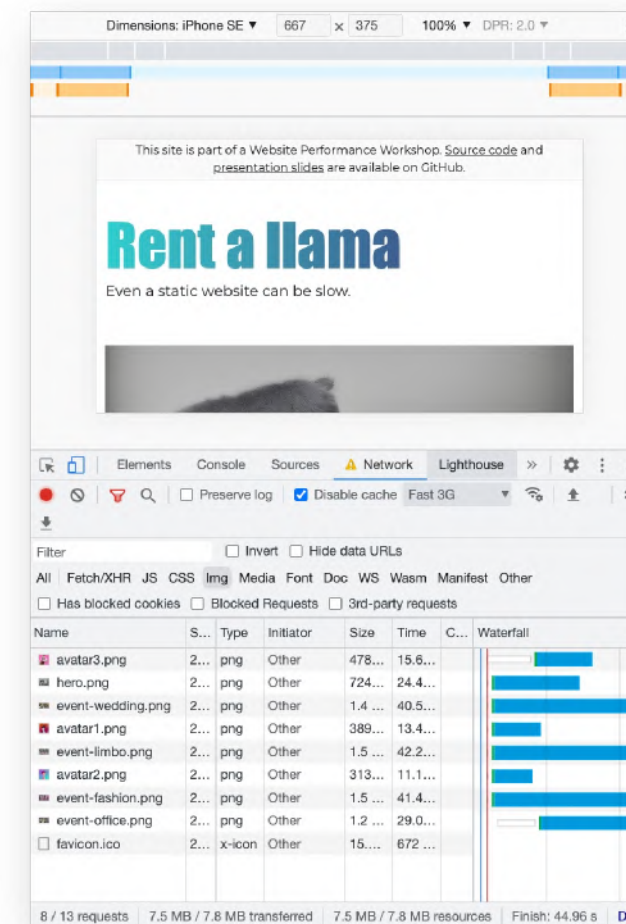 Dimensions: iPhone SE ▼ 667 x 375 100% ▼ DPR: 2.0 ▼
This site is part of a Website Performance Workshop. Source code and
presentation slides are available on GitHub.
Rent a llama
Even a static website can be slow.
Elements Console Sources Network Lighthouse »
Preserve log Disable cache Fast 3G ▼
Filter Invert Hide data URLs
All Fetch/XHR JS CSS Img Media Font Doc WS Wasm Manifest Other
Has blocked cookies Blocked Requests 3rd-party requests
Name S... Type Initiator Size Time C... Waterfall
avatar3.png 2... png Other 478... 15.6...
hero.png 2... png Other 724... 24.4...
event-wedding.png 2... png Other 1.4 ... 40.5...
avatar1.png 2... png Other 389... 13.4...
event-limbo.png 2... png Other 1.5 ... 42.2...
avatar2.png 2... png Other 313... 11.1...
event-fashion.png 2... png Other 1.5 ... 41.4...
event-office.png 2... png Other 1.2 ... 29.0...
favicon.ico 2... x-icon Other 15.... 672 ...
8 / 13 requests 7.5 MB / 7.8 MB transferred 7.5 MB / 7.8 MB resources Finish: 44.96 s